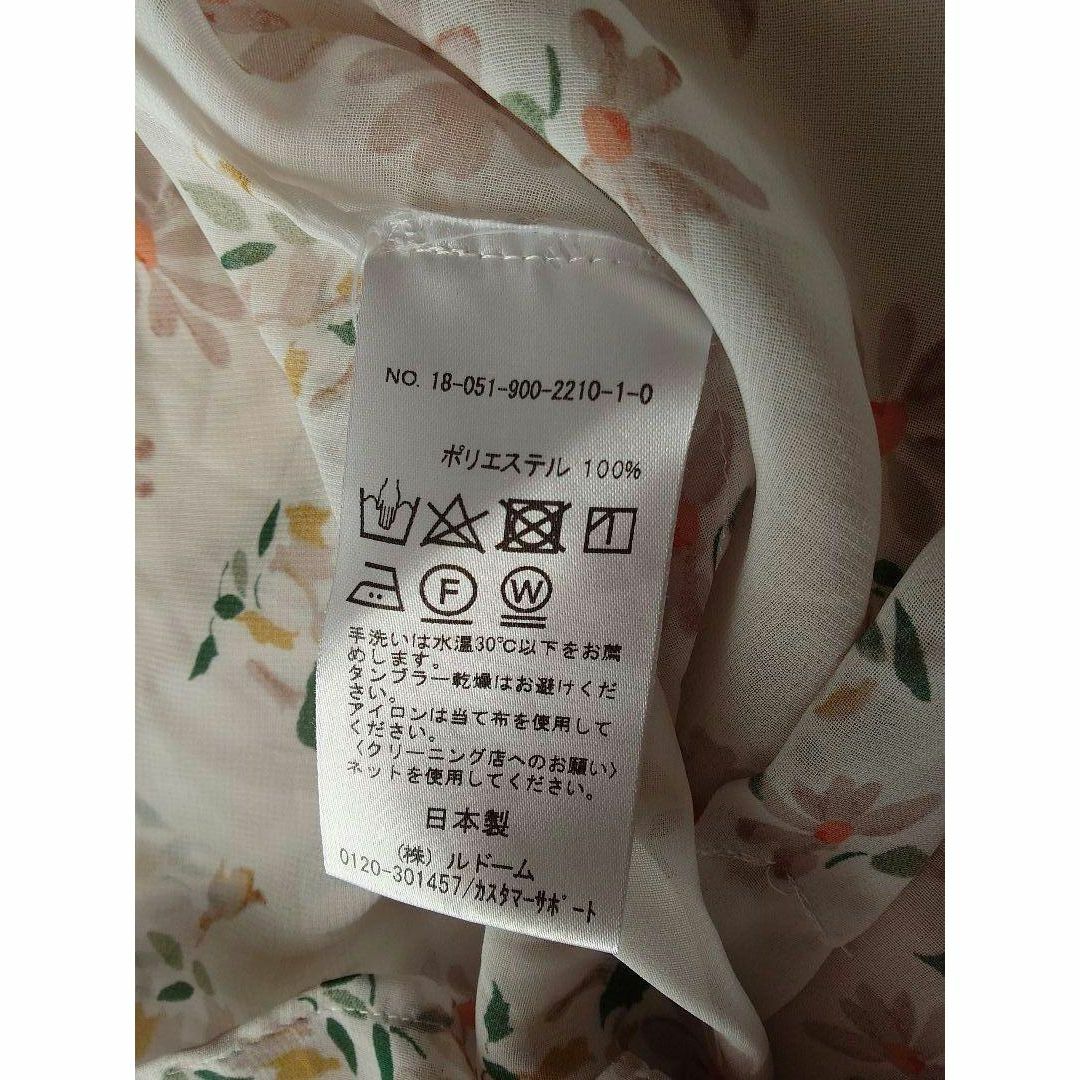 NO. 18-051-900-2210-1-0
ポリエステル 100%
F
W
手洗いは水温30℃以下をお薦
めします。
タンブラー乾燥はお避けくだ
さい。
アイロンは当て布を使用して
ください。
〈クリーニング店へのお願い〉
ネットを使用してください。
日本製
(株) ルドーム
0120-301457/カスタマーサポート